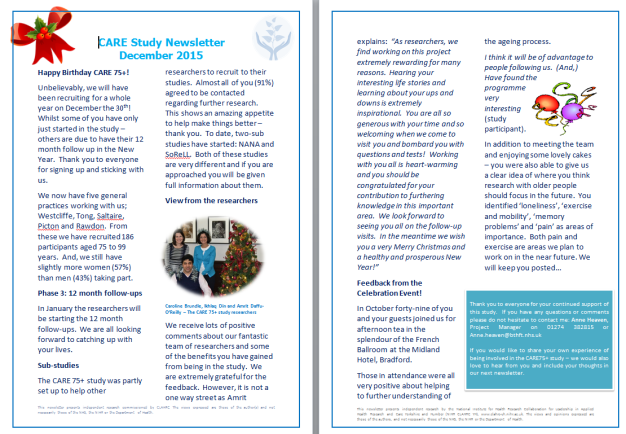 CARE Study Newsletter
December 2015
Happy Birthday CARE 75+!
Unbelievably, we will have
been recruiting for a whole
year on December the 30th!
Whilst some of you have only
just started in the study –
others are due to have their 12
month follow up in the New
Year. Thank you to everyone
for signing up and sticking with
us.
We now have five general
practices working with us;
Westcliffe, Tong, Saltaire,
Picton and Rawdon. From
these we have recruited 186
participants aged 75 to 99
years. And, we still have
slightly more women (57%)
than men (43%) taking part.
Phase 3: 12 month follow-ups
In January the researchers will
be starting the 12 month
follow-ups. We are all looking
forward to catching up with
your lives.
Sub-studies
The CARE 75+ study was partly
set up to help other
researchers to recruit to their
studies. Almost all of you (91%)
agreed to be contacted
regarding further research.
This shows an amazing appetite
to help make things better –
thank you. To date, two-sub
studies have started: NANA and
SoReLL. Both of these studies
are very different and if you are
approached you will be given
full information about them.
View from the researchers
Caroline Brundle, Ikhlaq Din and Amrit Daffu-
O'Reilly – The CARE 75+ study researchers
We receive lots of positive
comments about our fantastic
team of researchers and some
of the benefits you have gained
from being in the study. We
are extremely grateful for the
feedback. However, it is not a
one way street as Amrit
explains: "As researchers, we
find working on this project
extremely rewarding for many
reasons. Hearing your
interesting life stories and
learning about your ups and
downs is extremely
inspirational. You are all so
generous with your time and so
welcoming when we come to
visit you and bombard you with
questions and tests! Working
with you all is heart-warming
and you should be
congratulated for your
contribution to furthering
knowledge in this important
area. We look forward to
seeing you all on the follow-up
visits. In the meantime we wish
you a very Merry Christmas and
a healthy and prosperous New
Year!"
Feedback from the
Celebration Event!
In October forty-nine of you
and your guests joined us for
afternoon tea in the
splendour of the French
Ballroom at the Midland
Hotel, Bradford.
Those in attendance were all
very positive about helping
to further understanding of
the ageing process.
I think it will be of advantage to
people following us. (And,)
Have found the
programme
very
interesting
(study
participant).
In addition to meeting the team
and enjoying some lovely cakes
– you were also able to give us
a clear idea of where you think
research with older people
should focus in the future. You
identified 'loneliness', 'exercise
and mobility', 'memory
problems' and 'pain' as areas of
importance. Both pain and
exercise are areas we plan to
work on in the near future. We
will keep you posted...
Thank you to everyone for your continued support of
this study. If you have any questions or comments
please do not hesitate to contact me: Anne Heaven,
Project Manager on 01274 382815 or
Anne.heaven@bthft.nhs.uk
If you would like to share your own experience of
being involved in the CARE75+ study – we would also
love to hear from you and include your thoughts in
our next newsletter.